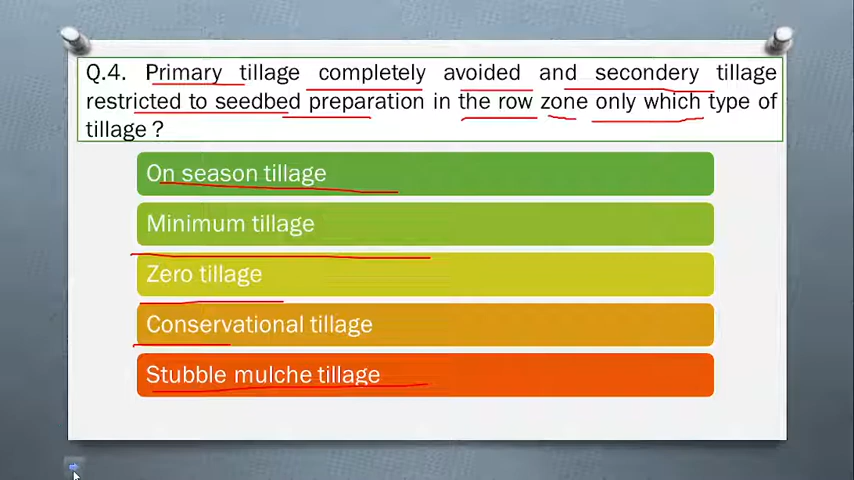 Q.4. Primary tillage completely avoided and secondery tillage
restricted to seedbed preparation in the row zone only which type of
tillage ?
On season tillage
Minimum tillage
Zero tillage
Conservational tillage
Stubble mulche tillage